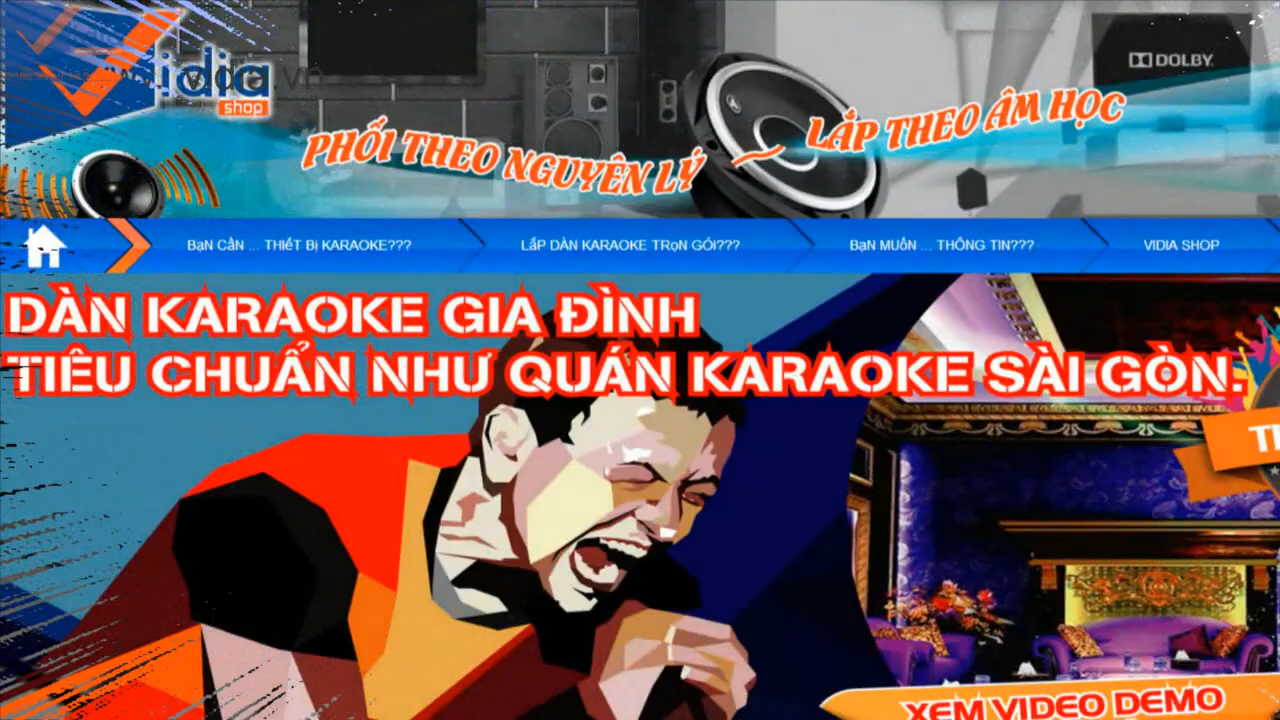 Vidia
shop
DOLBY
PHỐI THEO NGUYÊN LÝ ~ LẮP THEO ÂM HỌC
BạN CẦN ... THIẾT Bị KARAOKE???
LắP DÀN KARAOKE TRọN GÓI???
BạN MUỐN ... THÔNG TIN???
VIDIA SHOP
DÀN KARAOKE GIA ĐÌNH
TIÊU CHUẨN NHƯ QUÁN KARAOKE SÀI GÒN.
XEM VIDEO DEMO